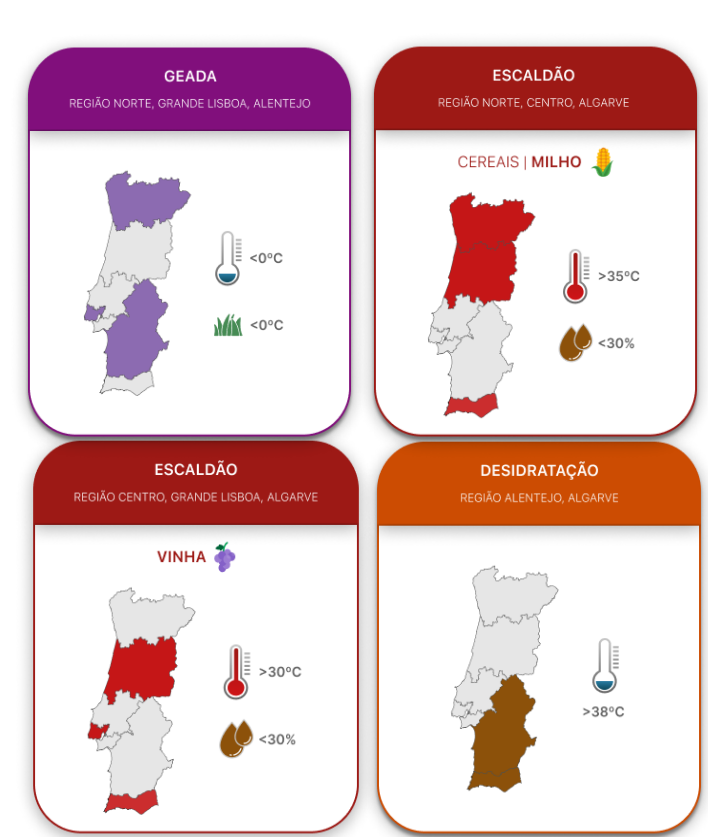 GEADA
REGIÃO NORTE, GRANDE LISBOA, ALENTEJO
<0ºC
<0ºC
ESCALDÃO
REGIÃO NORTE, CENTRO, ALGARVE
CEREAIS | MILHO
>35ºC
<30%
ESCALDÃO
REGIÃO CENTRO, GRANDE LISBOA, ALGARVE
VINHA
>30ºC
<30%
DESIDRATAÇÃO
REGIÃO ALENTEJO, ALGARVE
>38ºC